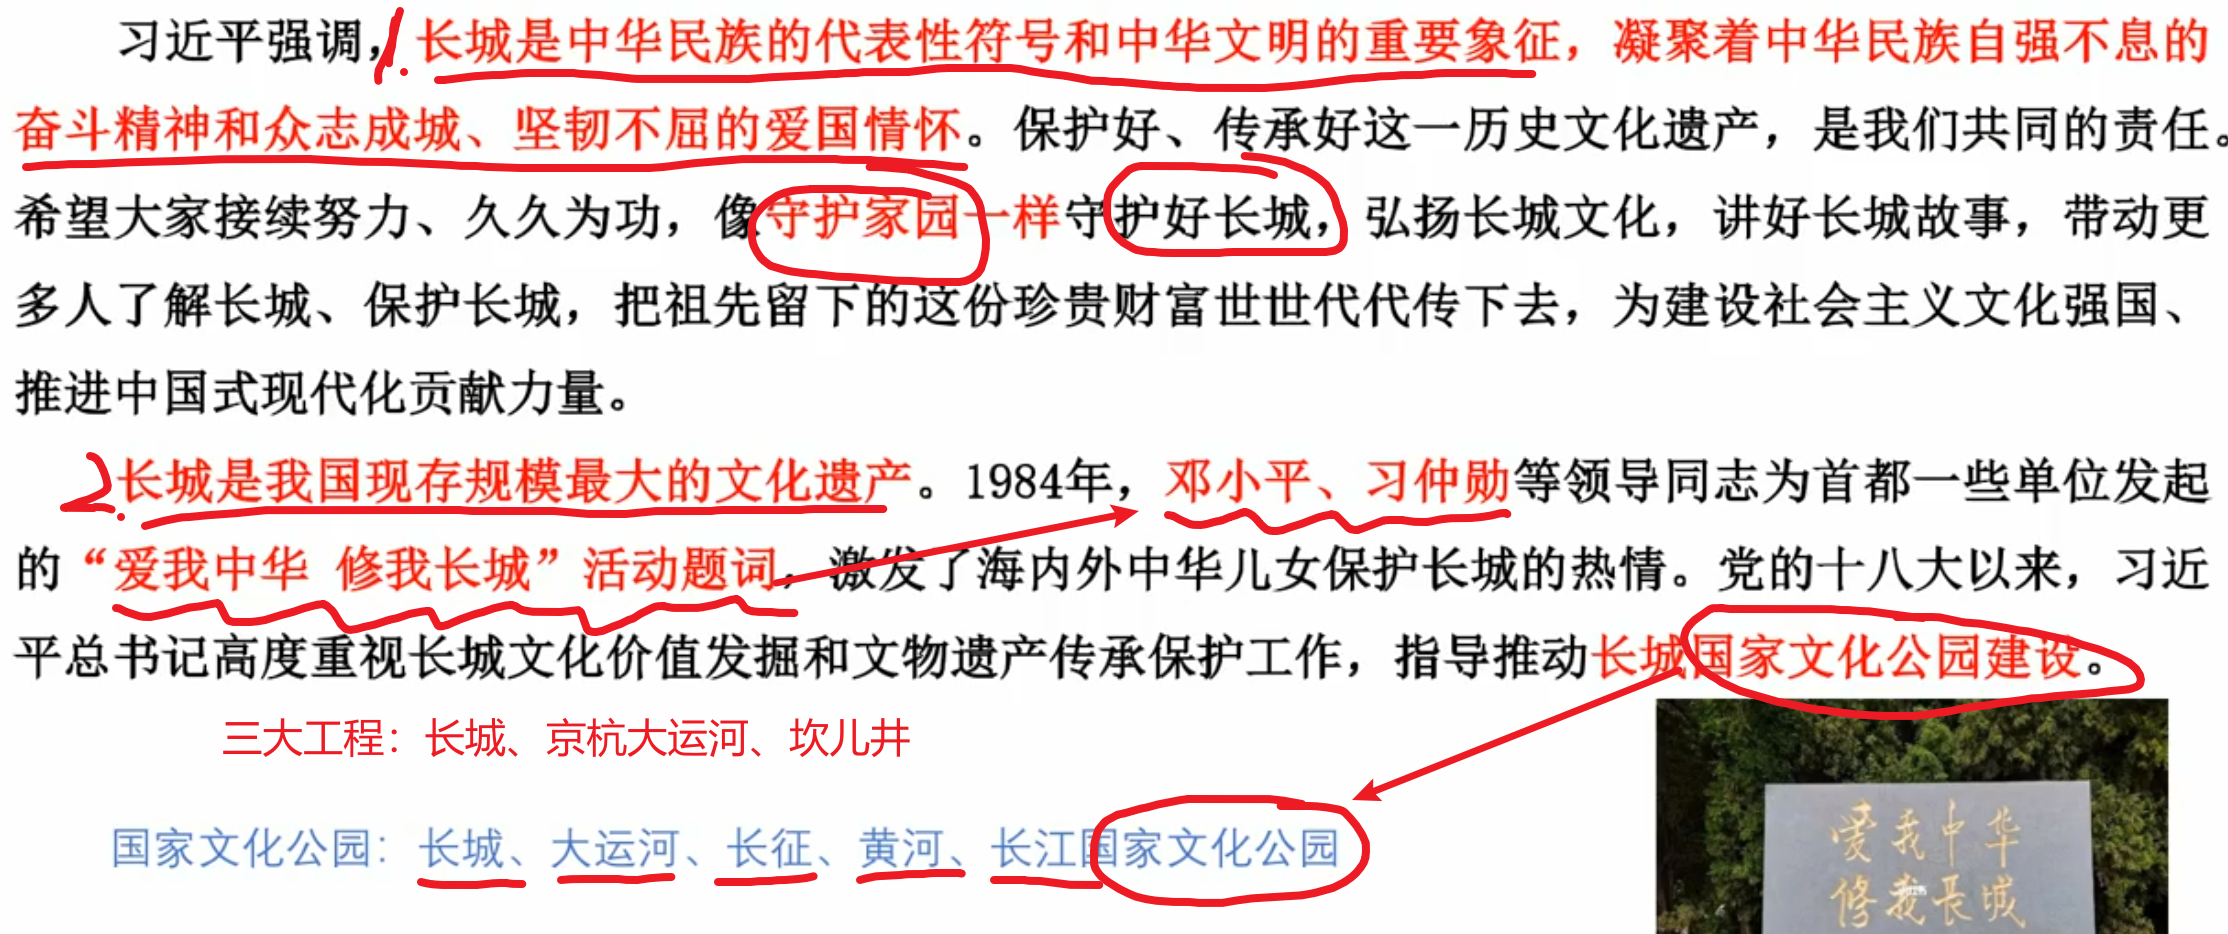 习近平强调，1.长城是中华民族的代表性符号和中华文明的重要象征，凝聚着中华民族自强不息的
奋斗精神和众志成城、坚韧不屈的爱国情怀。保护好、传承好这一历史文化遗产，是我们共同的责任。
希望大家接续努力、久久为功，像守护家园一样守护好长城，弘扬长城文化，讲好长城故事，带动更
多人了解长城、保护长城，把祖先留下的这份珍贵财富世世代代传下去，为建设社会主义文化强国、
推进中国式现代化贡献力量。
2.长城是我国现存规模最大的文化遗产。1984年，邓小平、习仲勋等领导同志为首都一些单位发起
的“爱我中华 修我长城”活动题词，激发了海内外中华儿女保护长城的热情。党的十八大以来，习近
平总书记高度重视长城文化价值发掘和文物遗产传承保护工作，指导推动长城国家文化公园建设。
三大工程：长城、京杭大运河、坎儿井
国家文化公园：长城、大运河、长征、黄河、长江国家文化公园
爱我中华
修我长城